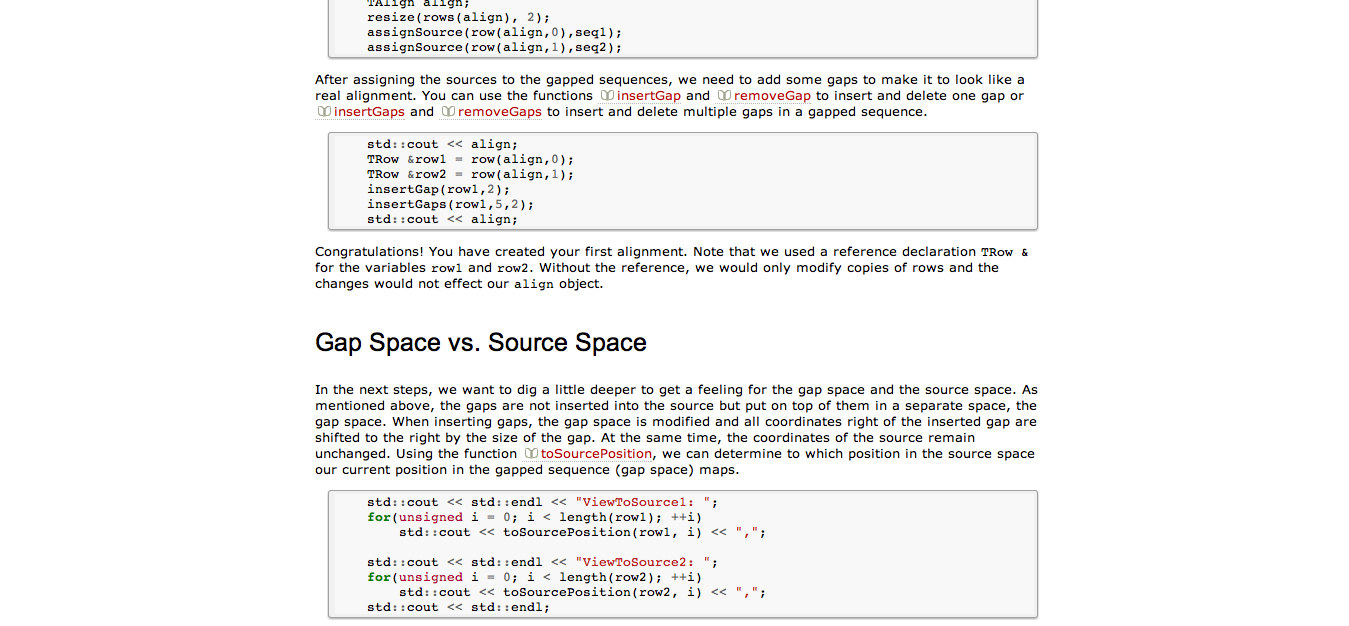 TAlign align;
resize(rows(align), 2);
assignSource(row(align,0),seq1);
assignSource(row(align,1),seq2);
After assigning the sources to the gapped sequences, we need to add some gaps to make it to look like a
real alignment. You can use the functions insertGap and removeGap to insert and delete one gap or
insertGaps and removeGaps to insert and delete multiple gaps in a gapped sequence.
std::cout << align;
TRow &row1 = row(align,0);
TRow &row2 = row(align,1);
insertGap(row1,2);
insertGaps(row1,5,2);
std::cout << align;
Congratulations! You have created your first alignment. Note that we used a reference declaration TRow &
for the variables row1 and row2. Without the reference, we would only modify copies of rows and the
changes would not effect our align object.
Gap Space vs. Source Space
In the next steps, we want to dig a little deeper to get a feeling for the gap space and the source space. As
mentioned above, the gaps are not inserted into the source but put on top of them in a separate space, the
gap space. When inserting gaps, the gap space is modified and all coordinates right of the inserted gap are
shifted to the right by the size of the gap. At the same time, the coordinates of the source remain
unchanged. Using the function toSourcePosition, we can determine to which position in the source space
our current position in the gapped sequence (gap space) maps.
std::cout << std::endl << "ViewToSource1: ";
for(unsigned i = 0; i < length(row1); ++i)
std::cout << toSourcePosition(row1, i) << ",";
std::cout << std::endl << "ViewToSource2: ";
for(unsigned i = 0; i < length(row2); ++i)
std::cout << toSourcePosition(row2, i) << ",";
std::cout << std::endl;